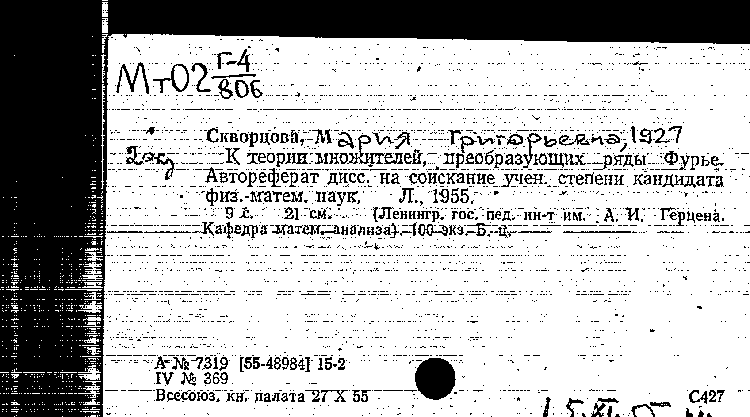 Мт02 Г-4
806
Скворцова, Мария Григорьевна, 1927
2 экз
К теории множителей, преобразующих ряды Фурье.
Автореферат дисс. на соискание учен. степени кандидата
физ.-матем. наук. Л., 1955.
9 с. 21 см. (Ленингр. гос. пед. ин-т им. А. И. Герцена.
Кафедра матем. анализа). 100 экз. Б. ц.
А № 7319 [55-48984] 15-2
IV № 369
Всесоюз. кн. палата 27 X 55
С427